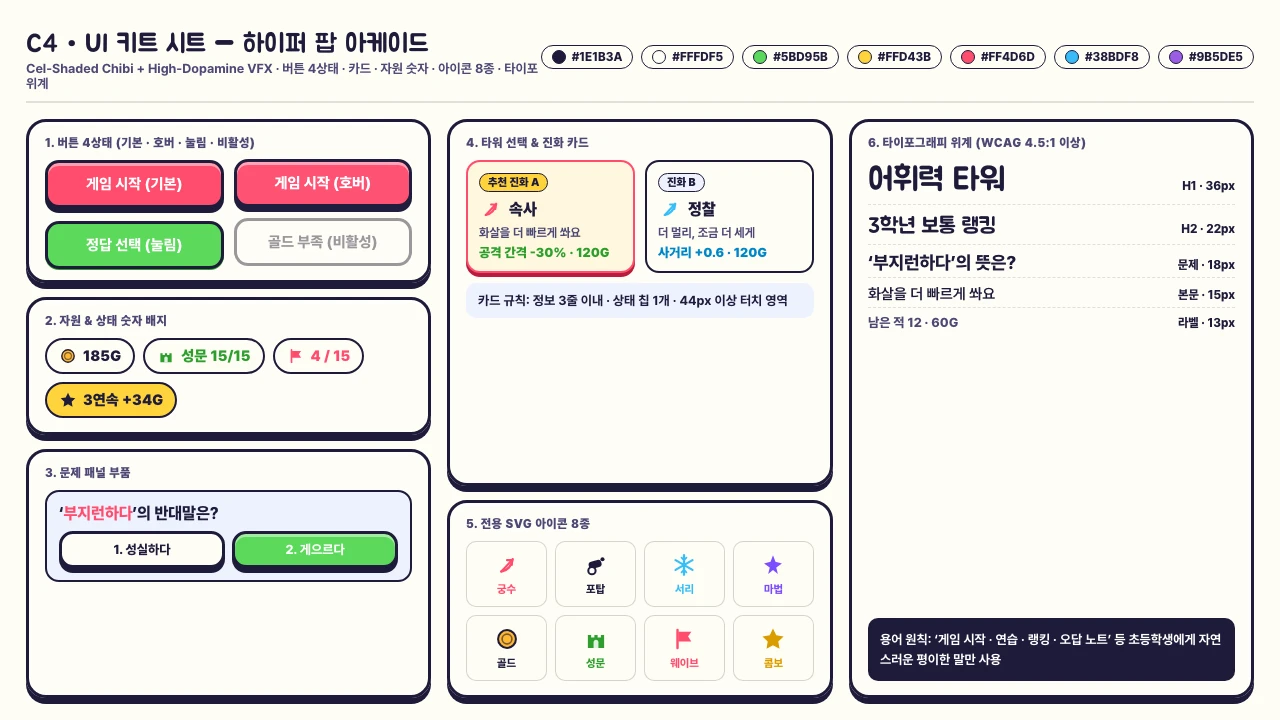 C4 · UI 키트 시트 — 하이퍼 팝 아케이드
Cel-Shaded Chibi + High-Dopamine VFX · 버튼 4상태 · 카드 · 자원 숫자 · 아이콘 8종 · 타이포
위계
#1E1B3A
#FFFDF5
#5BD95B
#FFD43B
#FF4D6D
#38BDF8
#9B5DE5
1. 버튼 4상태 (기본 · 호버 · 눌림 · 비활성)
게임 시작 (기본)
게임 시작 (호버)
정답 선택 (눌림)
골드 부족 (비활성)
2. 자원 & 상태 숫자 배지
185G
성문 15/15
4 / 15
3연속 +34G
3. 문제 패널 부품
‘부지런하다’의 반대말은?
1. 성실하다
2. 게으르다
4. 타워 선택 & 진화 카드
추천 진화 A
속사
화살을 더 빠르게 쏴요
공격 간격 -30% · 120G
진화 B
정찰
더 멀리, 조금 더 세게
사거리 +0.6 · 120G
카드 규칙: 정보 3줄 이내 · 상태 칩 1개 · 44px 이상 터치 영역
5. 전용 SVG 아이콘 8종
궁수
포탑
서리
마법
골드
성문
웨이브
콤보
6. 타이포그래피 위계 (WCAG 4.5:1 이상)
어휘력 타워
H1 · 36px
3학년 보통 랭킹
H2 · 22px
‘부지런하다’의 뜻은?
문제 · 18px
화살을 더 빠르게 쏴요
본문 · 15px
남은 적 12 · 60G
라벨 · 13px
용어 원칙: ‘게임 시작 · 연습 · 랭킹 · 오답 노트’ 등 초등학생에게 자연
스러운 평이한 말만 사용